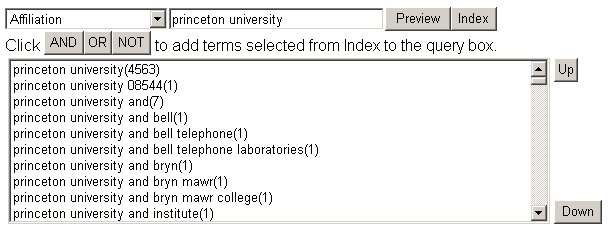 Affiliation princeton university Preview Index
Click AND OR NOT to add terms selected from Index to the query box.
princeton university(4563) Up
princeton university 08544(1)
princeton university and(7)
princeton university and bell(1)
princeton university and bell telephone(1)
princeton university and bell telephone laboratories(1)
princeton university and bryn(1)
princeton university and bryn mawr(1)
princeton university and bryn mawr college(1)
princeton university and institute(1) Down